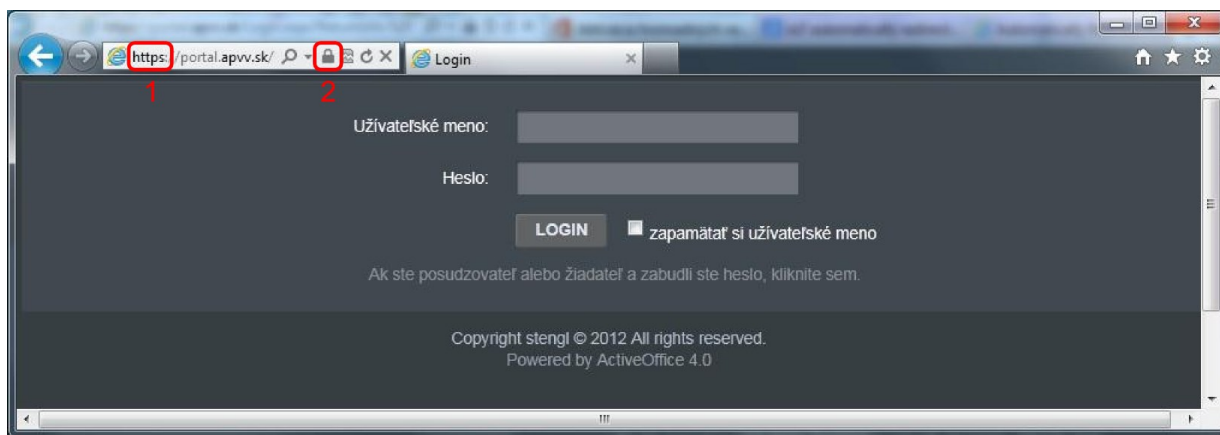 https://portal.apvv.sk/
Login
1
2
Užívateľské meno:
Heslo:
LOGIN
zapamätať si užívateľské meno
Ak ste posudzovateľ alebo žiadateľ a zabudli ste heslo, kliknite sem.
Copyright stengl © 2012 All rights reserved.
Powered by ActiveOffice 4.0